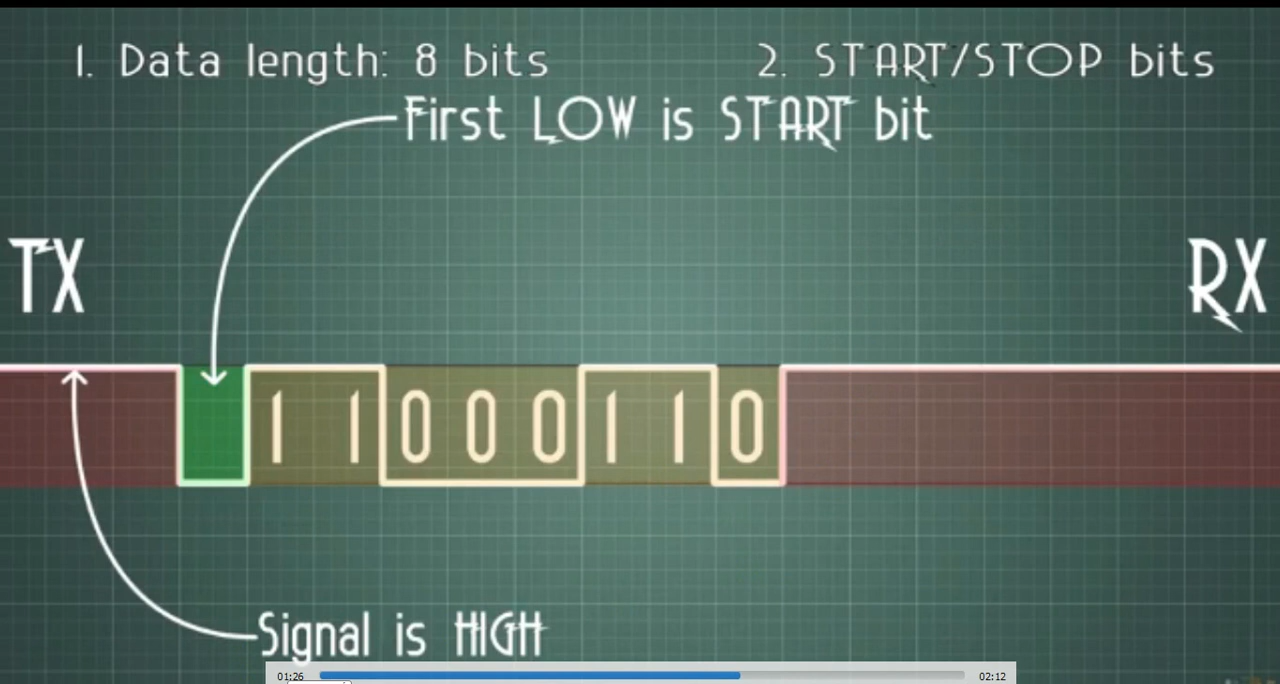 1. Data length: 8 bits
2. START/STOP bits
First LOW is START bit
TX
RX
1 1 0 0 0 1 1 0
Signal is HIGH
01:26
02:12